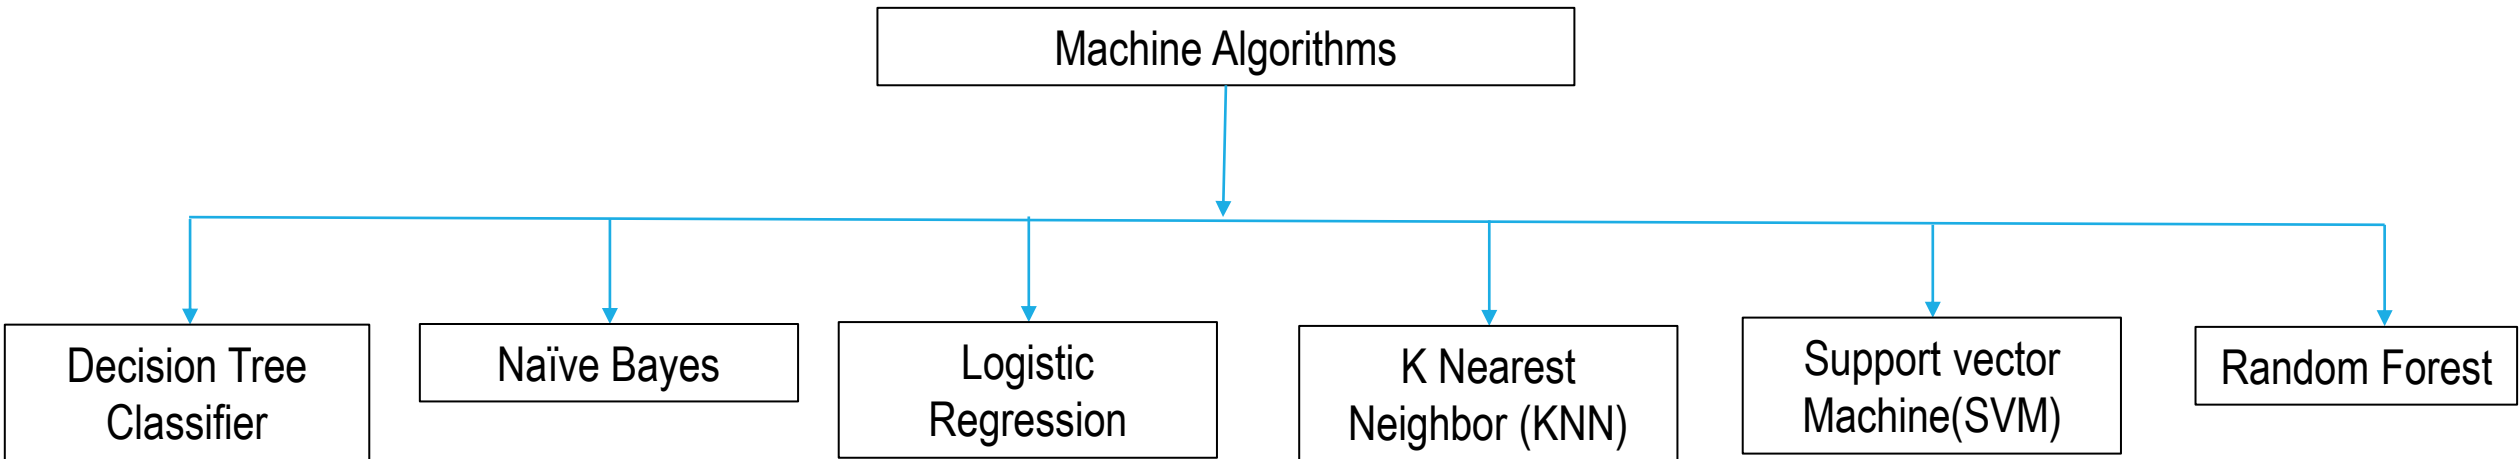 Machine Algorithms
Decision Tree
Classifier
Naïve Bayes
Logistic
Regression
K Nearest
Neighbor (KNN)
Support vector
Machine(SVM)
Random Forest